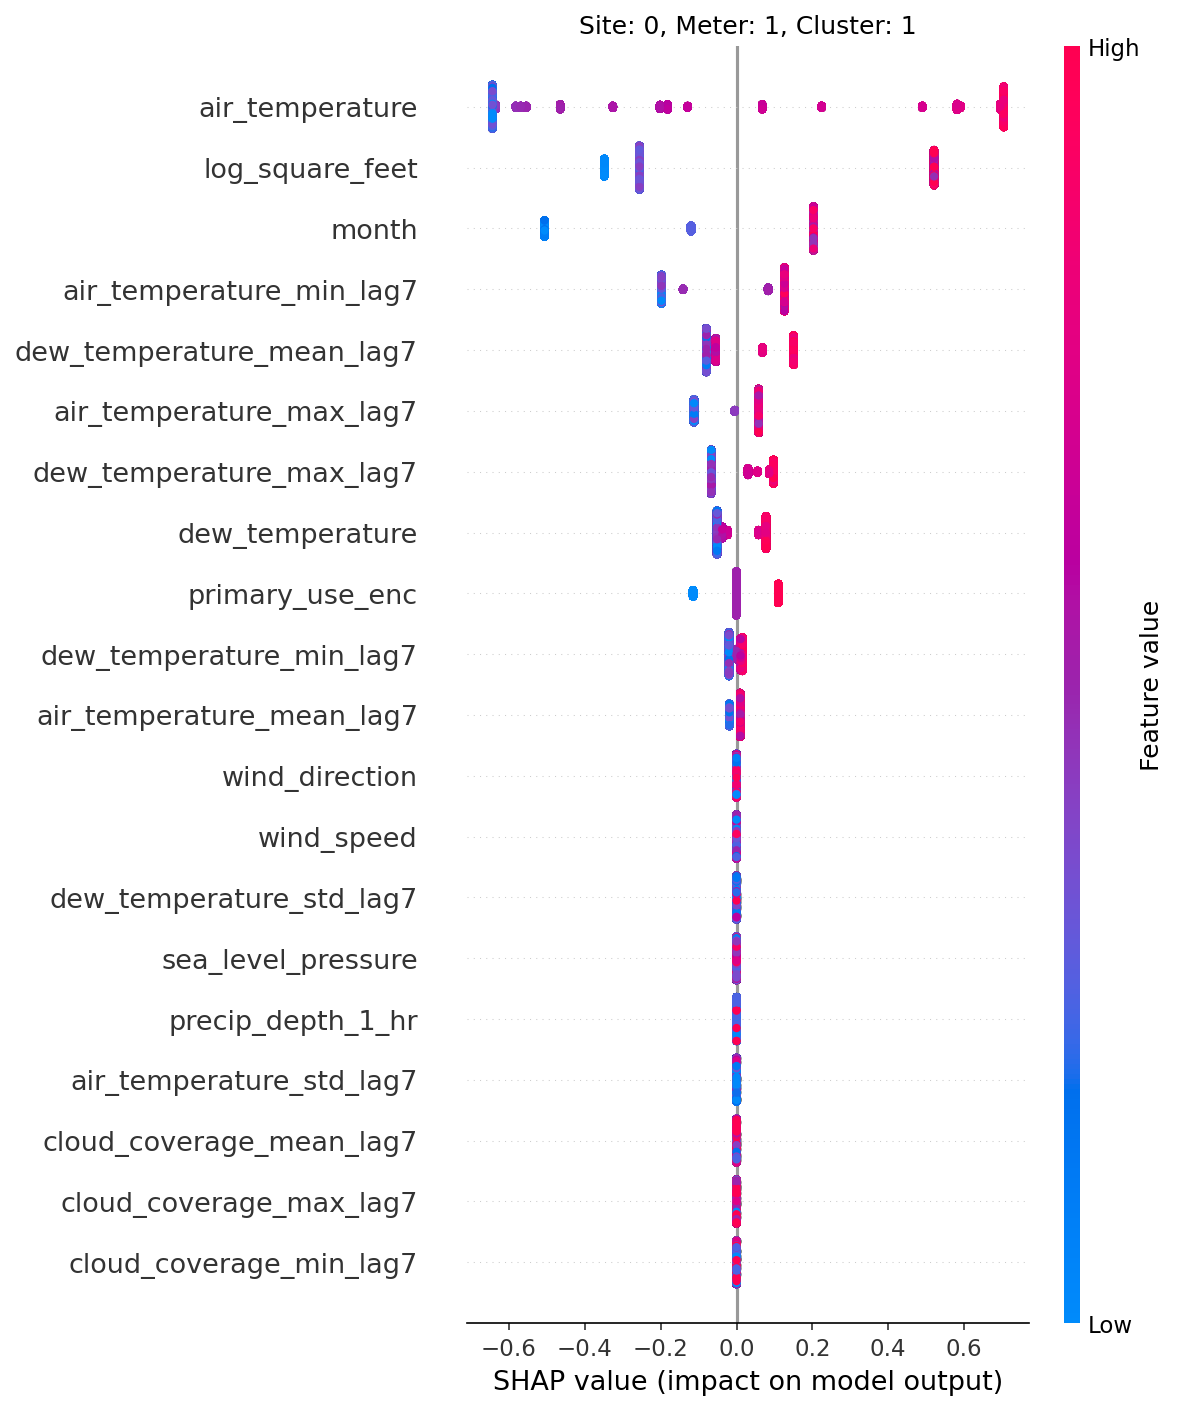 Site: 0, Meter: 1, Cluster: 1
High
air_temperature
log_square_feet
month
air_temperature_min_lag7
dew_temperature_mean_lag7
air_temperature_max_lag7
dew_temperature_max_lag7
dew_temperature
primary_use_enc
dew_temperature_min_lag7
air_temperature_mean_lag7
wind_direction
wind_speed
dew_temperature_std_lag7
sea_level_pressure
precip_depth_1_hr
air_temperature_std_lag7
cloud_coverage_mean_lag7
cloud_coverage_max_lag7
cloud_coverage_min_lag7
Feature value
Low
−0.6 −0.4 −0.2 0.0 0.2 0.4 0.6
SHAP value (impact on model output)